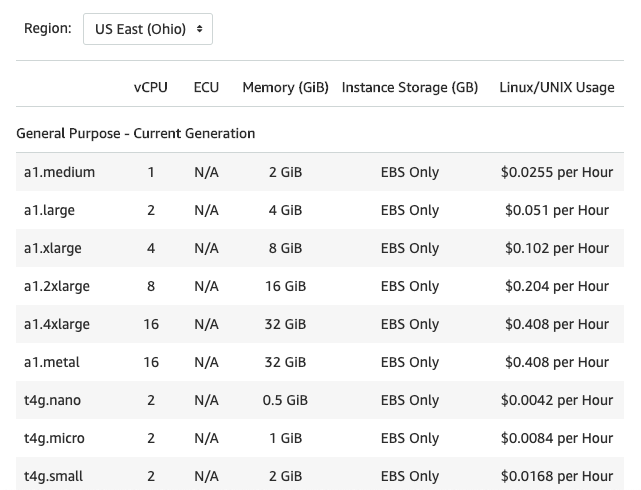 Region: US East (Ohio)
vCPU ECU Memory (GiB) Instance Storage (GB) Linux/UNIX Usage
General Purpose - Current Generation
a1.medium 1 N/A 2 GiB EBS Only $0.0255 per Hour
a1.large 2 N/A 4 GiB EBS Only $0.051 per Hour
a1.xlarge 4 N/A 8 GiB EBS Only $0.102 per Hour
a1.2xlarge 8 N/A 16 GiB EBS Only $0.204 per Hour
a1.4xlarge 16 N/A 32 GiB EBS Only $0.408 per Hour
a1.metal 16 N/A 32 GiB EBS Only $0.408 per Hour
t4g.nano 2 N/A 0.5 GiB EBS Only $0.0042 per Hour
t4g.micro 2 N/A 1 GiB EBS Only $0.0084 per Hour
t4g.small 2 N/A 2 GiB EBS Only $0.0168 per Hour